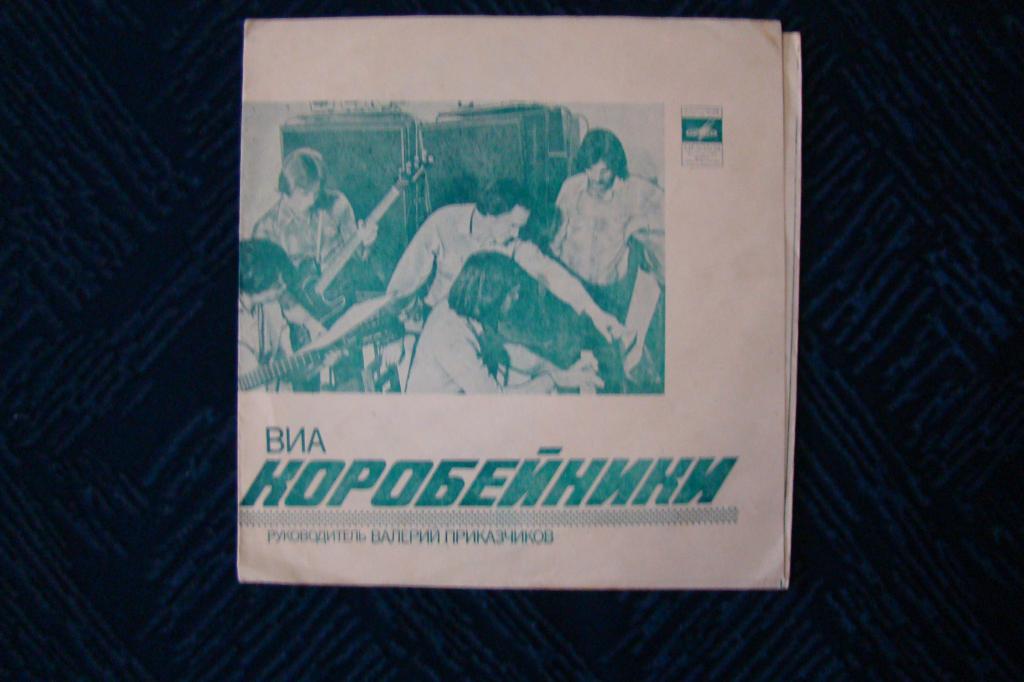 ВИА
КОРОБЕЙНИКИ
РУКОВОДИТЕЛЬ ВАЛЕРИЙ ПРИКАЗЧИКОВ